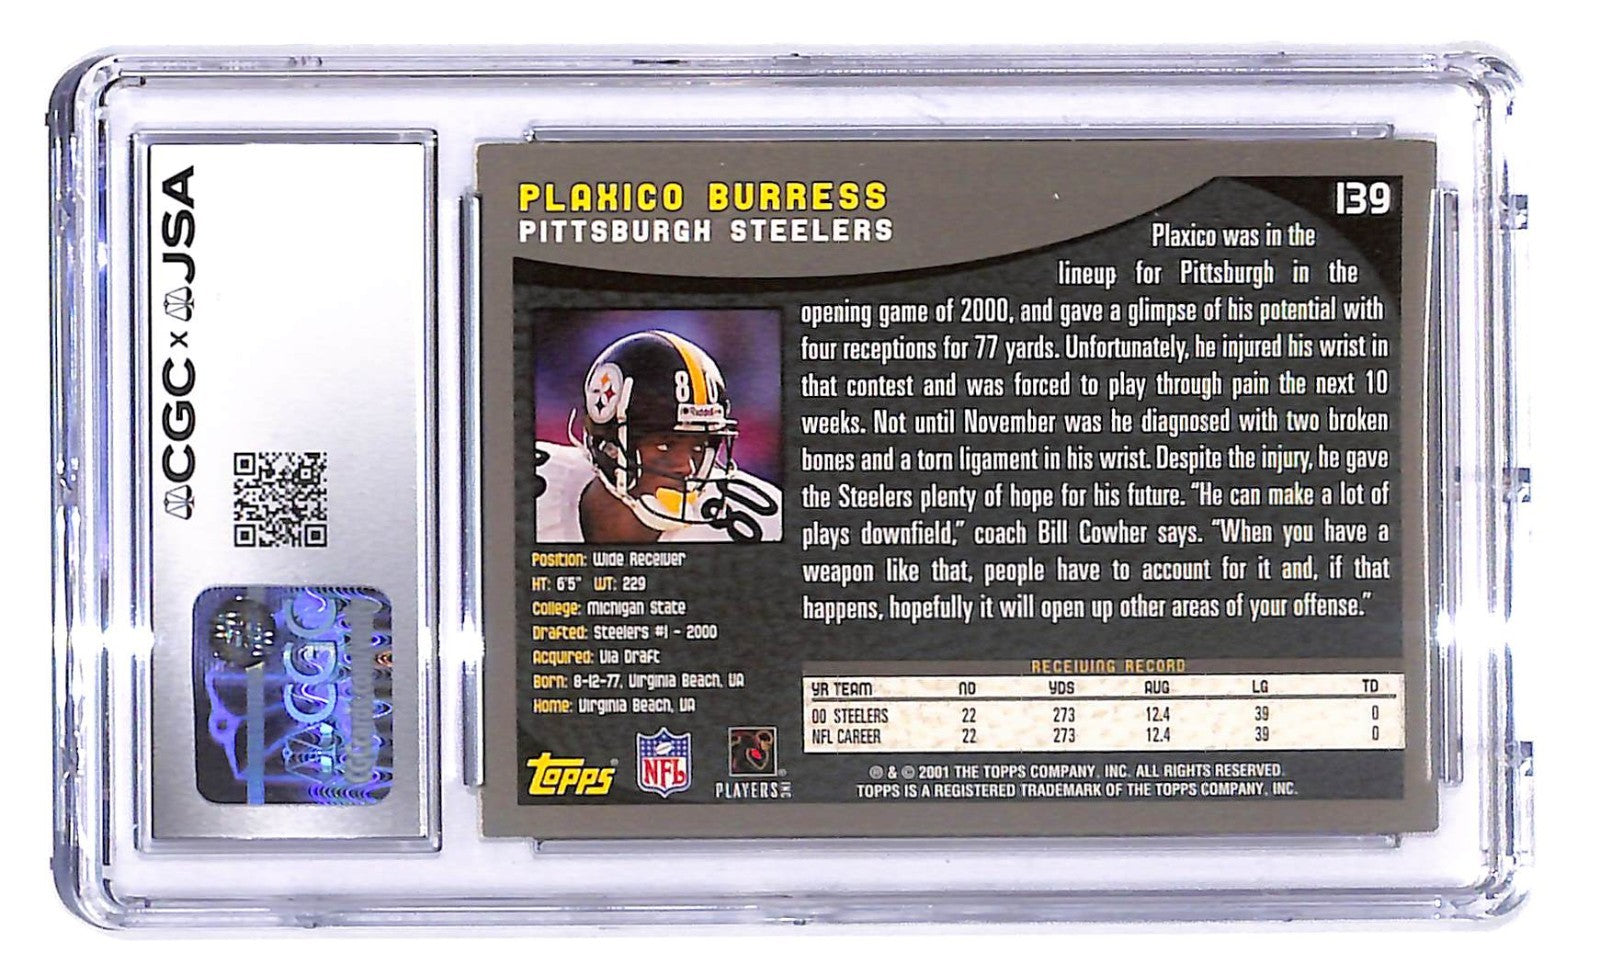 CGC x JSA
CGC
PLAXICO BURRESS
PITTSBURGH STEELERS
139
Plaxico was in the
lineup for Pittsburgh in the
opening game of 2000, and gave a glimpse of his potential with
four receptions for 77 yards. Unfortunately, he injured his wrist in
that contest and was forced to play through pain the next 10
weeks. Not until November was he diagnosed with two broken
bones and a torn ligament in his wrist. Despite the injury, he gave
the Steelers plenty of hope for his future. "He can make a lot of
plays downfield," coach Bill Cowher says. "When you have a
weapon like that, people have to account for it and, if that
happens, hopefully it will open up other areas of your offense."
80
Riddell
80
Position: Wide Receiver
HT: 6'5" WT: 229
College: Michigan State
Drafted: Steelers #1 - 2000
Acquired: Via Draft
Born: 8-12-77, Virginia Beach, VA
Home: Virginia Beach, VA
RECEIVING RECORD
YR TEAM NO YDS AVG LG TD
00 STEELERS 22 273 12.4 39 0
NFL CAREER 22 273 12.4 39 0
Topps
NFL
PLAYERS INC
® & © 2001 THE TOPPS COMPANY, INC. ALL RIGHTS RESERVED.
TOPPS IS A REGISTERED TRADEMARK OF THE TOPPS COMPANY, INC.